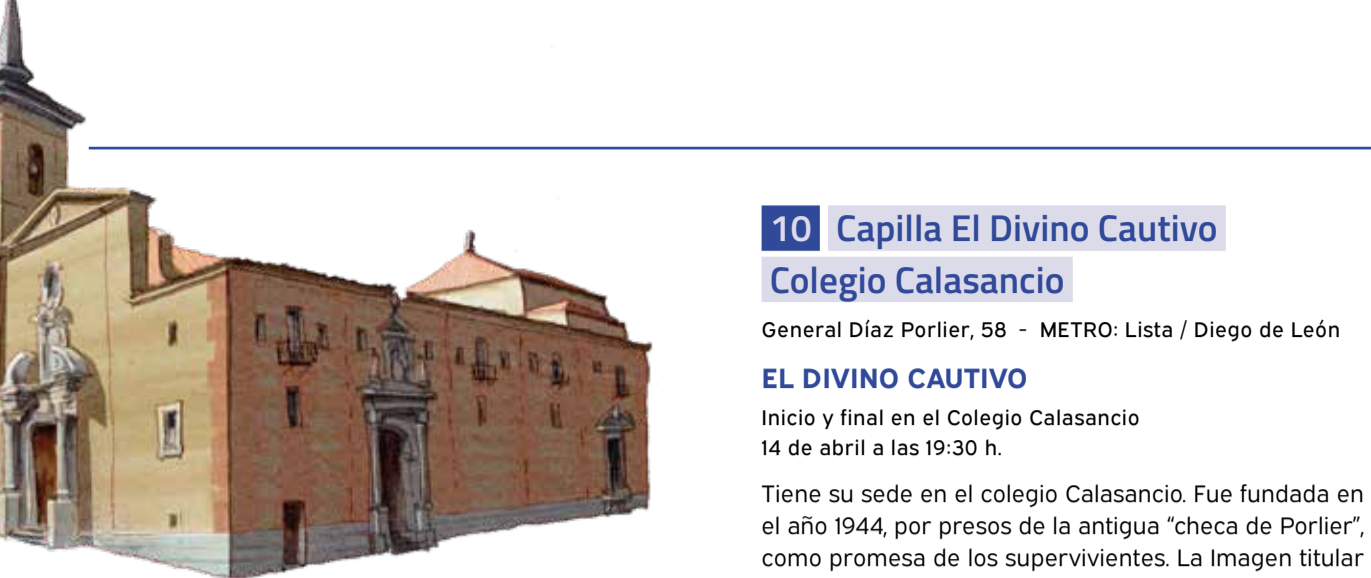 10 Capilla El Divino Cautivo
Colegio Calasancio
General Díaz Porlier, 58 - METRO: Lista / Diego de León
EL DIVINO CAUTIVO
Inicio y final en el Colegio Calasancio
14 de abril a las 19:30 h.
Tiene su sede en el colegio Calasancio. Fue fundada en
el año 1944, por presos de la antigua “checa de Porlier”,
como promesa de los supervivientes. La Imagen titular